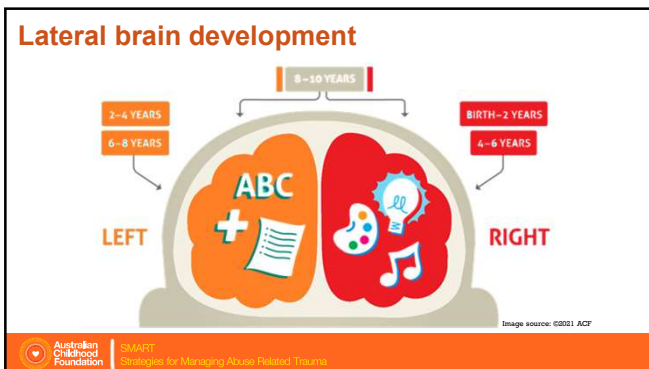 Lateral brain development
8–10 YEARS
2–4 YEARS
6–8 YEARS
BIRTH–2 YEARS
4–6 YEARS
ABC
LEFT
RIGHT
Image source: ©2021 ACF
Australian
Childhood
Foundation
SMART
Strategies for Managing Abuse Related Trauma